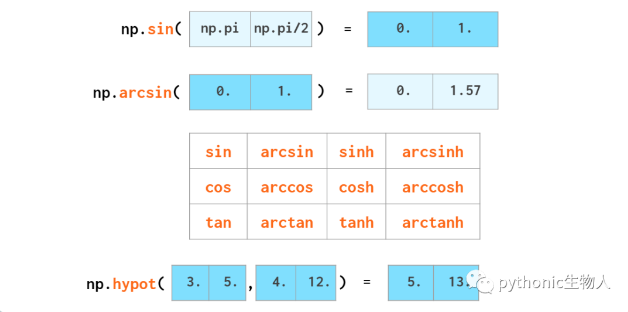 np.sin( np.pi np.pi/2 ) = 0. 1.
np.arcsin( 0. 1. ) = 0. 1.57
sin arcsin sinh arcsinh
cos arccos cosh arccosh
tan arctan tanh arctanh
np.hypot( 3. 5. , 4. 12. ) = 5. 13.
pythonic生物人